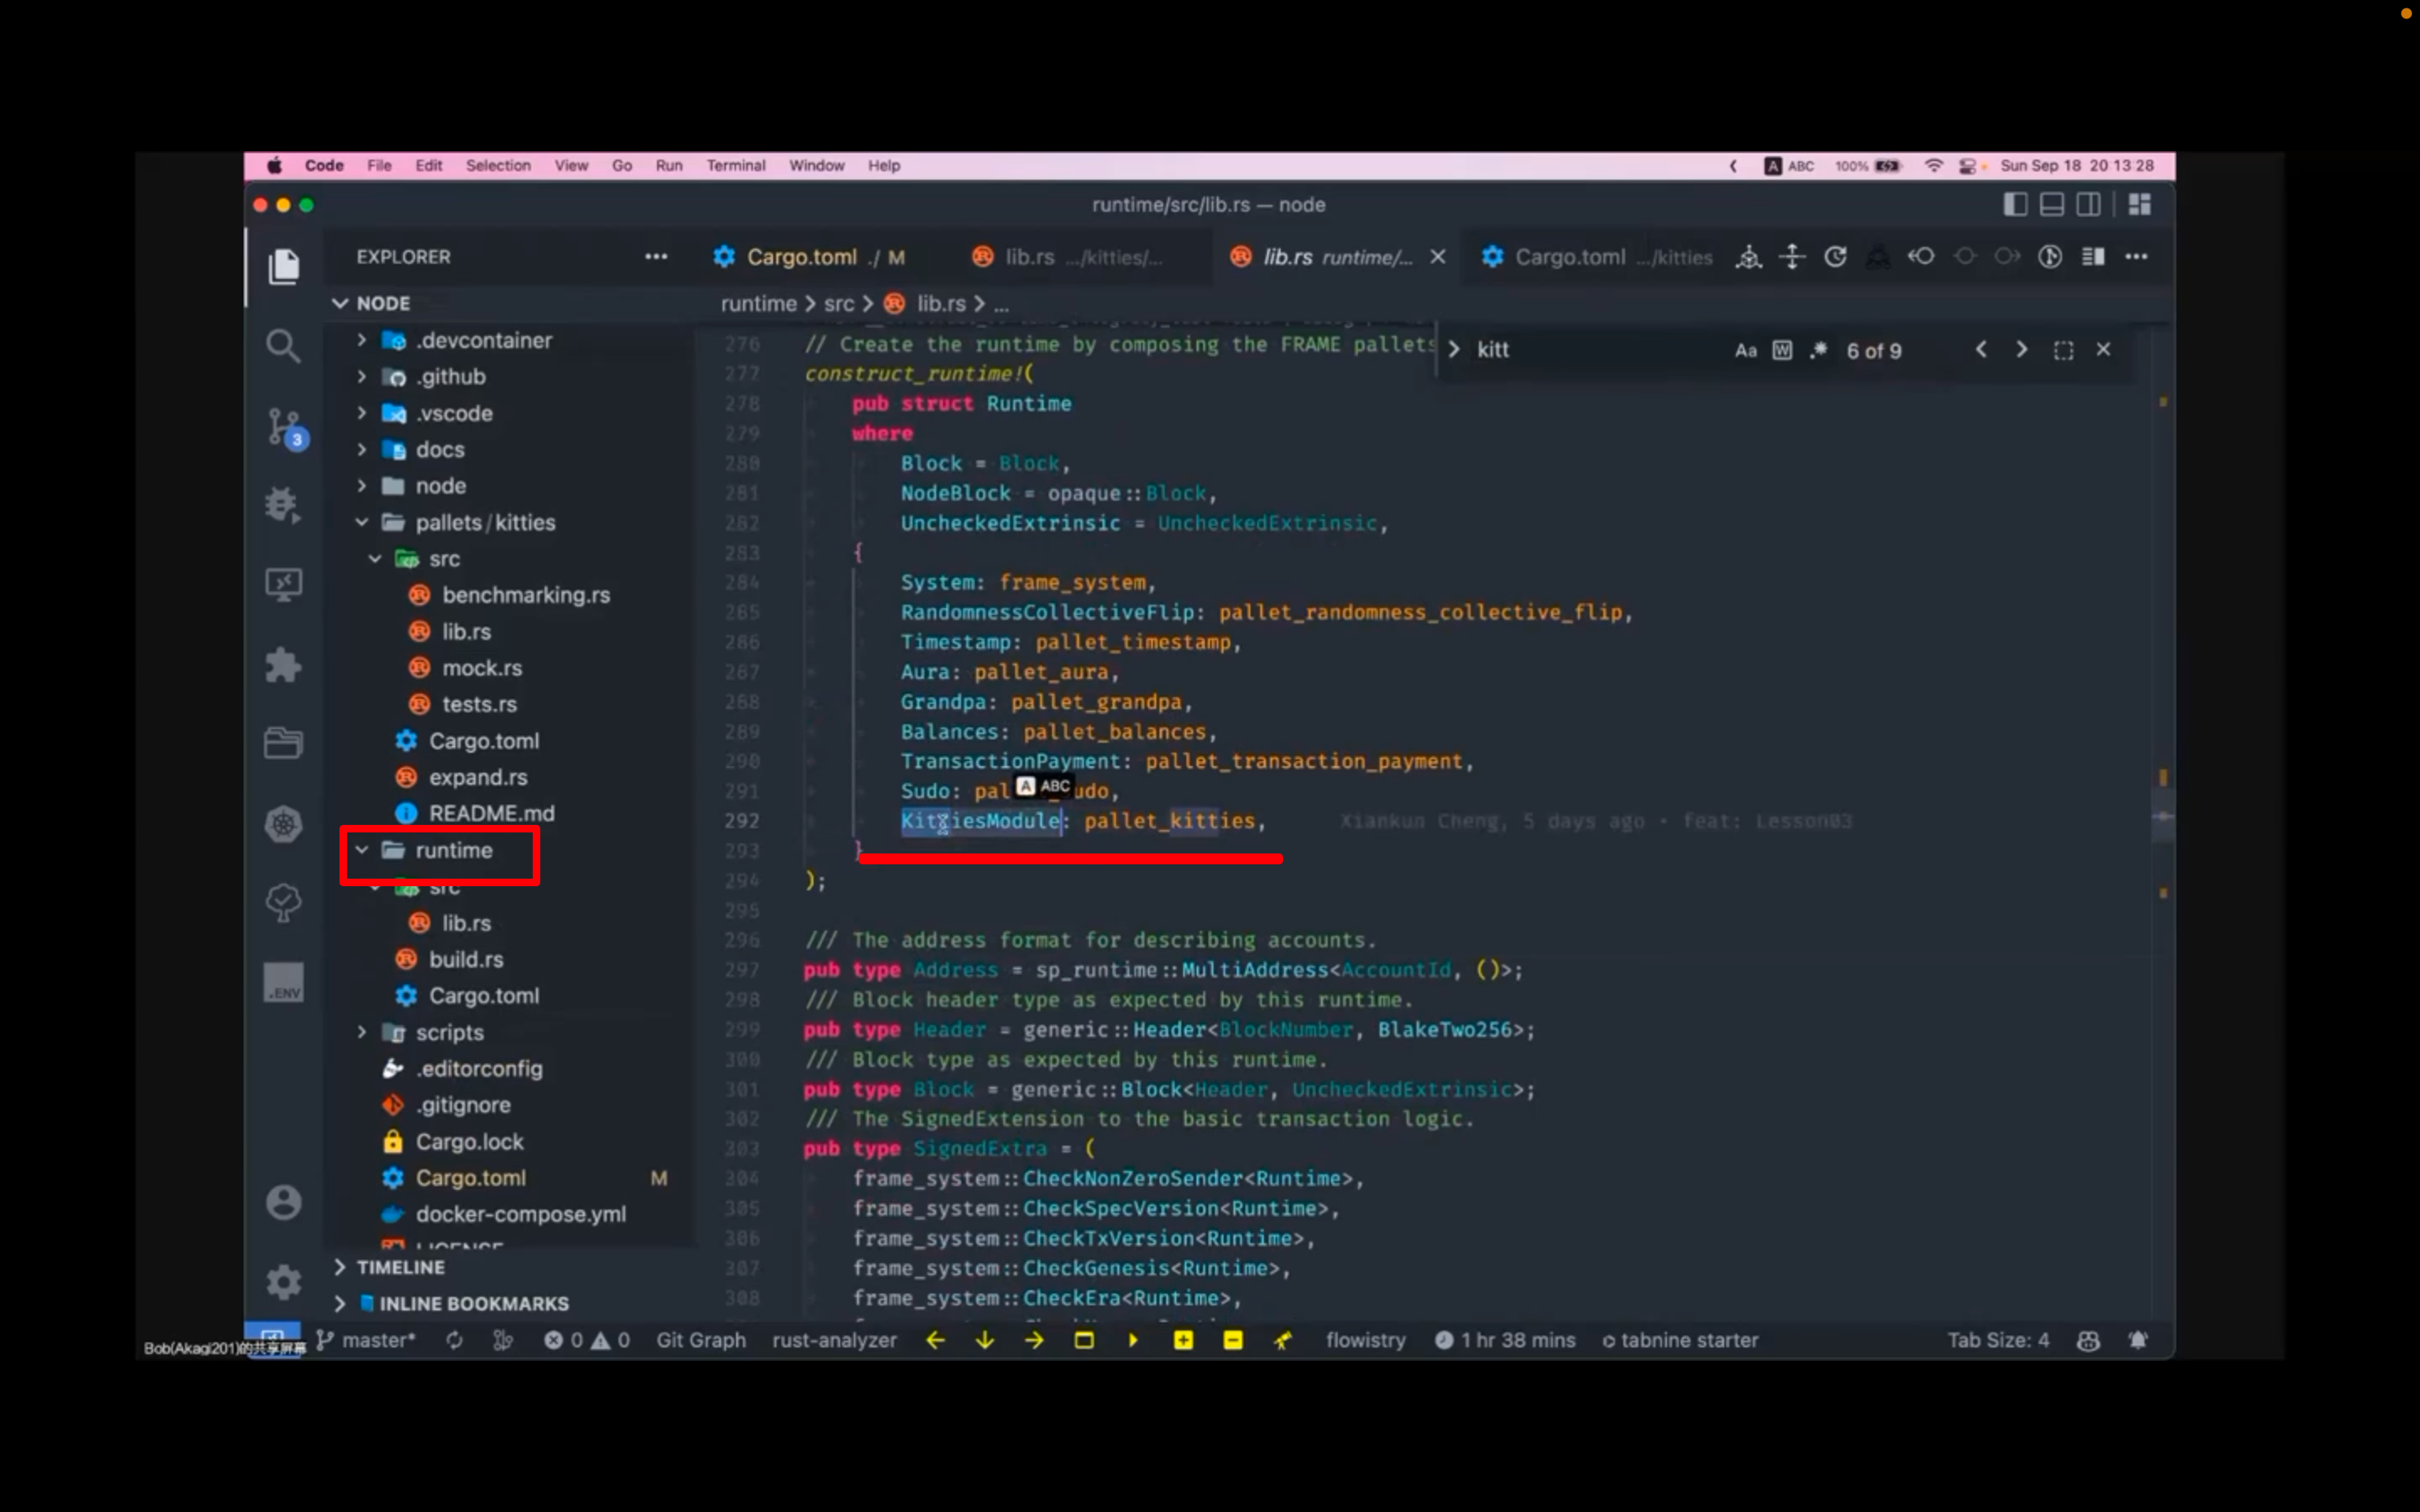 Code File Edit Selection View Go Run Terminal Window Help A ABC 100% Sun Sep 18 20 13 28
runtime/src/lib.rs — node
EXPLORER
Cargo.toml ./ M
lib.rs .../kitties/...
lib.rs runtime/...
Cargo.toml .../kitties
NODE
.devcontainer
.github
.vscode
docs
node
pallets/kitties
src
benchmarking.rs
lib.rs
mock.rs
tests.rs
Cargo.toml
expand.rs
README.md
runtime
src
lib.rs
build.rs
Cargo.toml
scripts
.editorconfig
.gitignore
Cargo.lock
Cargo.toml M
docker-compose.yml
LICENSE
TIMELINE
INLINE BOOKMARKS
3
.ENV
runtime > src > lib.rs > ...
kitt Aa W .* 6 of 9
276 // Create the runtime by composing the FRAME pallets
277 construct_runtime!(
278 pub struct Runtime
279 where
280 Block = Block,
281 NodeBlock = opaque::Block,
282 UncheckedExtrinsic = UncheckedExtrinsic,
283 {
284 System: frame_system,
285 RandomnessCollectiveFlip: pallet_randomness_collective_flip,
286 Timestamp: pallet_timestamp,
287 Aura: pallet_aura,
288 Grandpa: pallet_grandpa,
289 Balances: pallet_balances,
290 TransactionPayment: pallet_transaction_payment,
291 Sudo: pal A ABC udo,
292 KittiesModule: pallet_kitties, Xiankun Cheng, 5 days ago • feat: Lesson03
293 }
294 );
295
296 /// The address format for describing accounts.
297 pub type Address = sp_runtime::MultiAddress<AccountId, ()>;
298 /// Block header type as expected by this runtime.
299 pub type Header = generic::Header<BlockNumber, BlakeTwo256>;
300 /// Block type as expected by this runtime.
301 pub type Block = generic::Block<Header, UncheckedExtrinsic>;
302 /// The SignedExtension to the basic transaction logic.
303 pub type SignedExtra = (
304 frame_system::CheckNonZeroSender<Runtime>,
305 frame_system::CheckSpecVersion<Runtime>,
306 frame_system::CheckTxVersion<Runtime>,
307 frame_system::CheckGenesis<Runtime>,
308 frame_system::CheckEra<Runtime>,
master* 0 0 Git Graph rust-analyzer flowistry 1 hr 38 mins tabnine starter Tab Size: 4
Bob(Akagi201)的共享屏幕